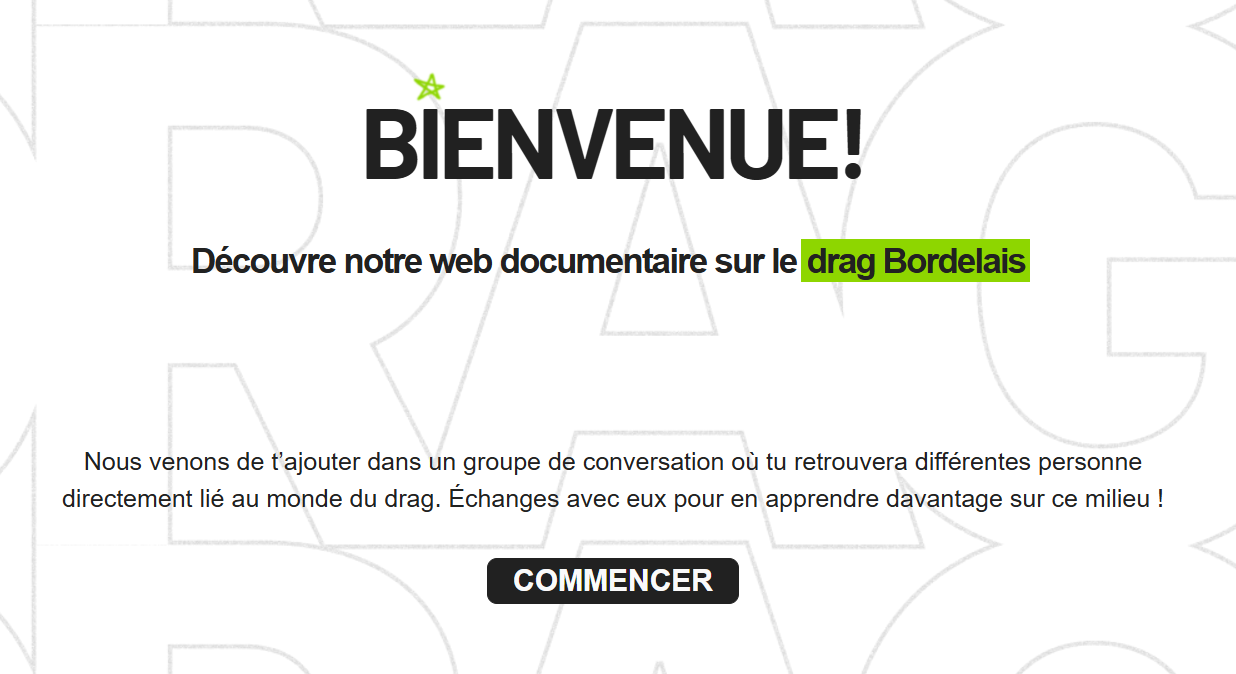 BIENVENUE!
Découvre notre web documentaire sur le drag Bordelais
Nous venons de t’ajouter dans un groupe de conversation où tu retrouvera différentes personne
directement lié au monde du drag. Échanges avec eux pour en apprendre davantage sur ce milieu !
COMMENCER